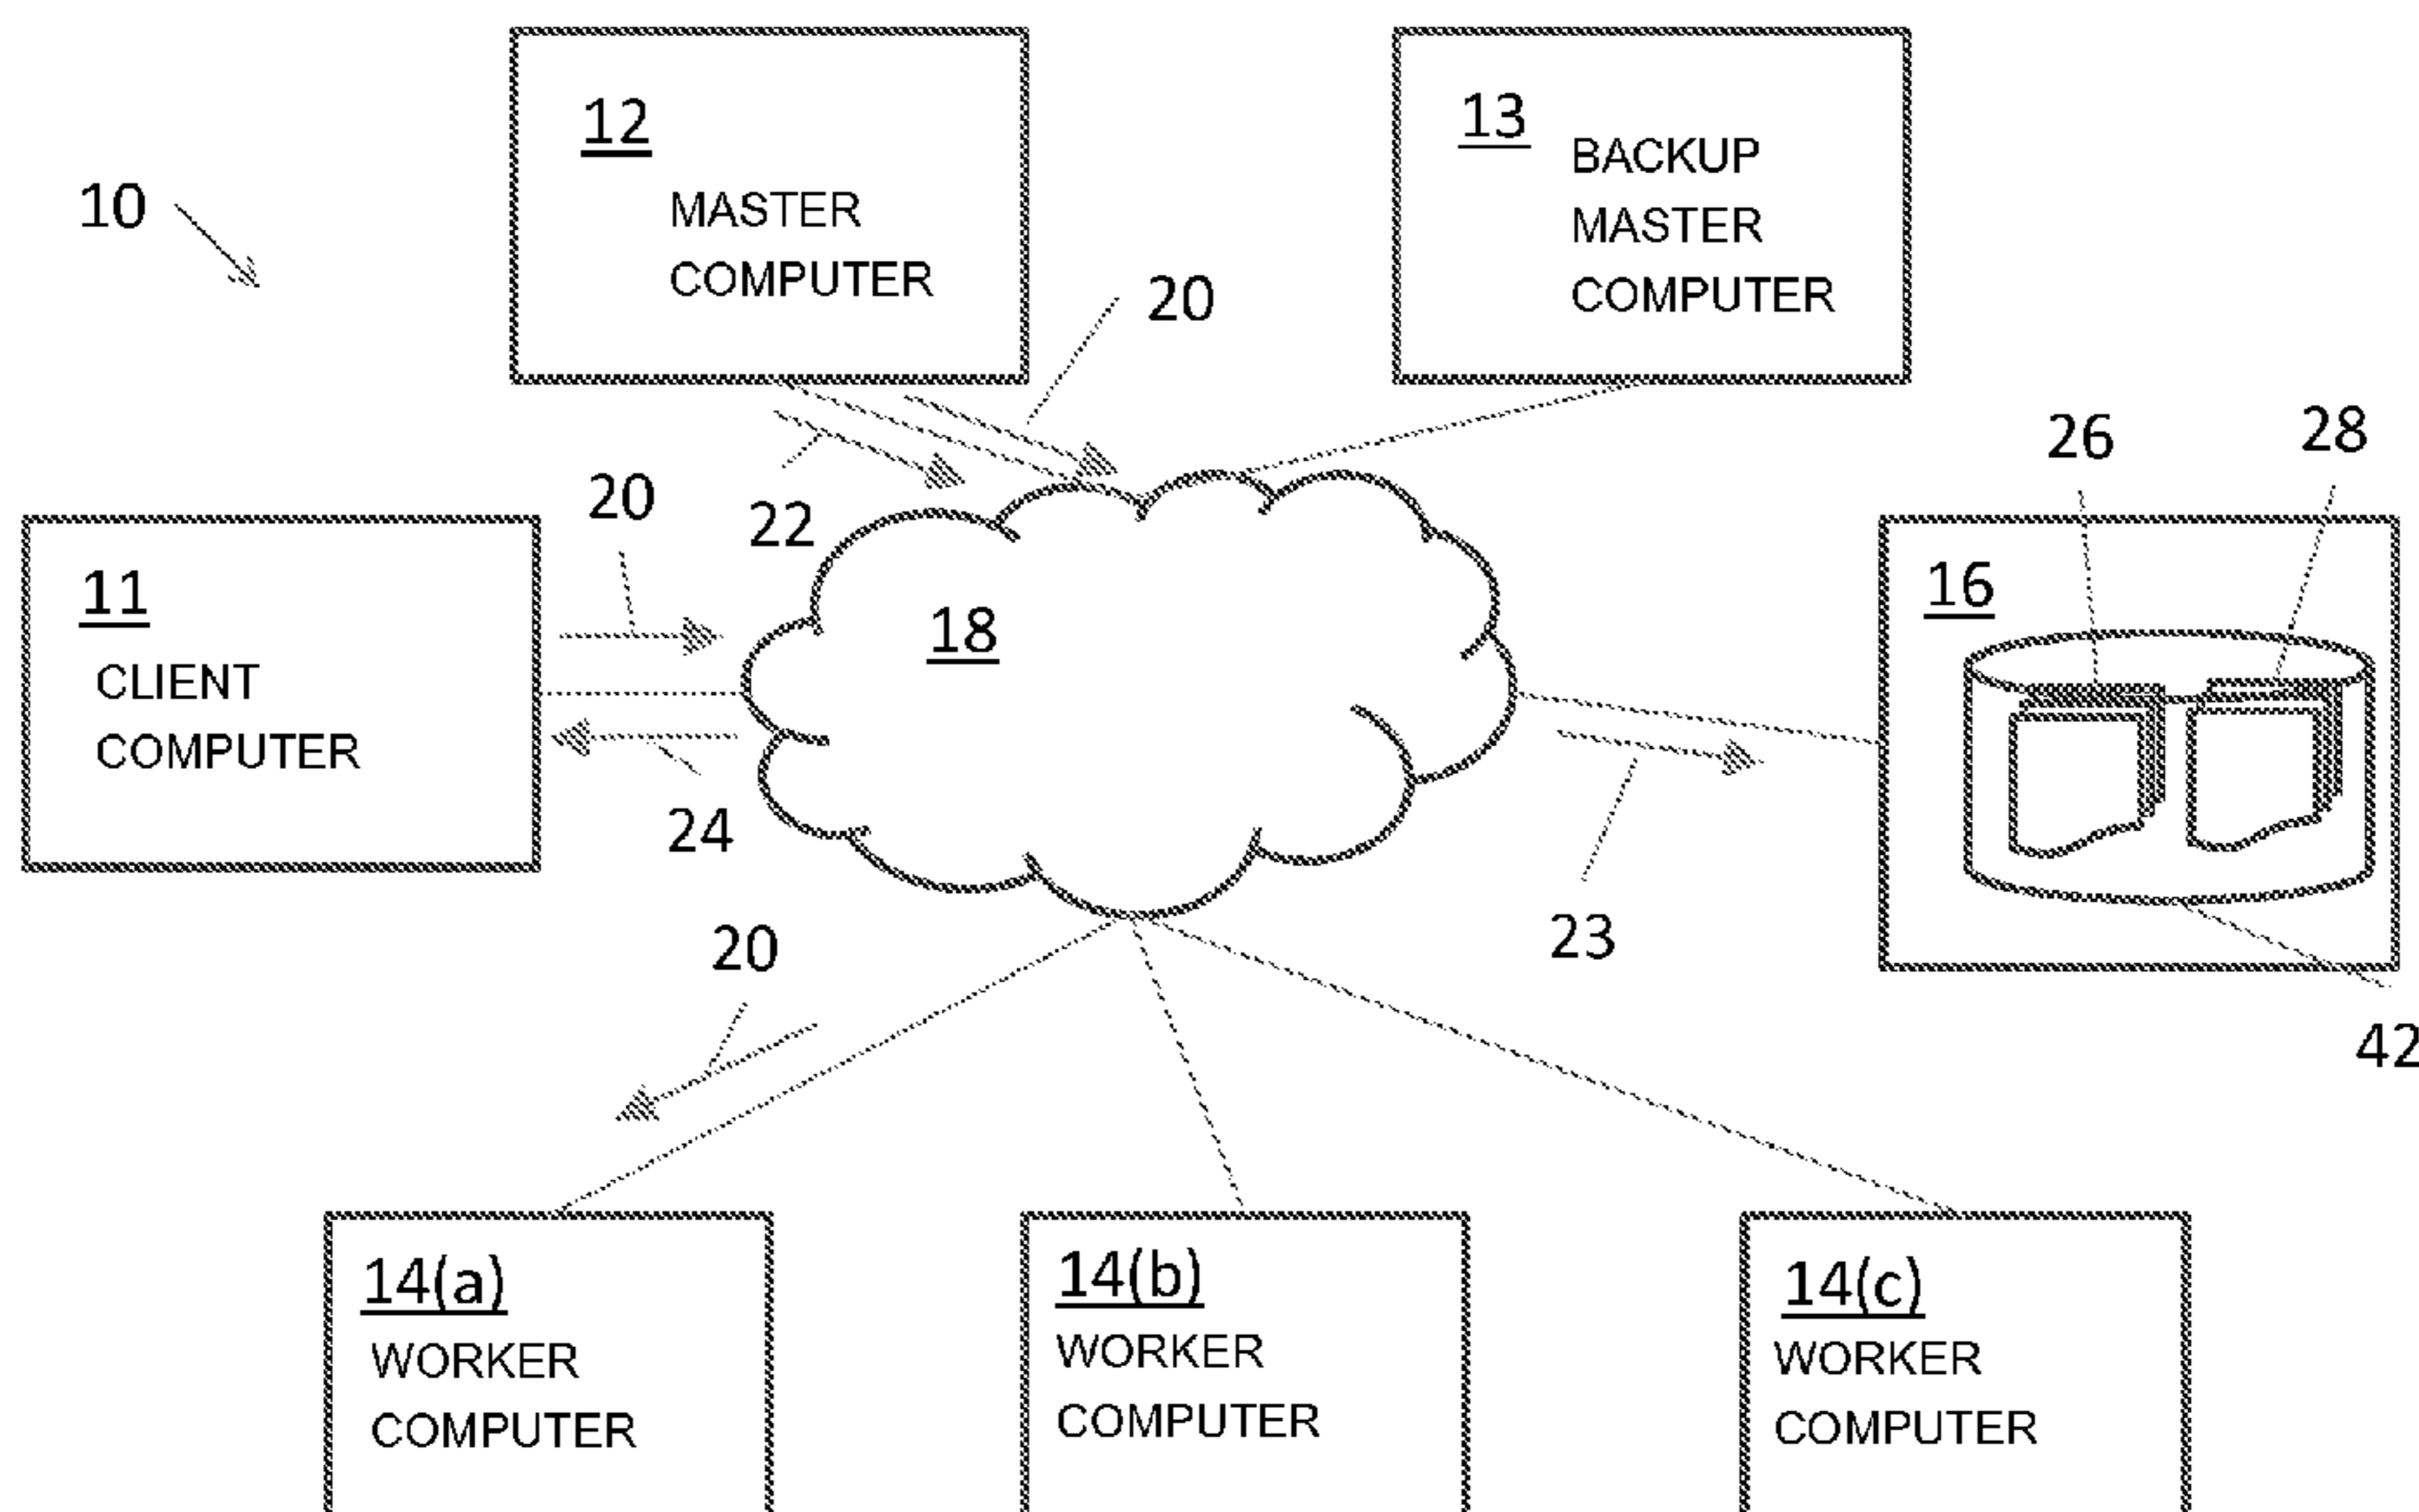 10
12
MASTER
COMPUTER
13
BACKUP
MASTER
COMPUTER
20
22
20
11
CLIENT
COMPUTER
24
18
26
28
16
23
42
20
14(a)
WORKER
COMPUTER
14(b)
WORKER
COMPUTER
14(c)
WORKER
COMPUTER